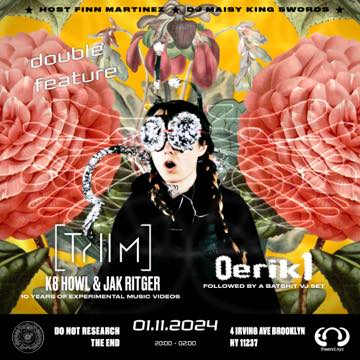 ★ HOST FINN MARTINEZ ★ DJ MAISY KING SWORDS ★
double
feature
K8 HOWL & JAK RITGER
10 YEARS OF EXPERIMENTAL MUSIC VIDEOS
0erik1
FOLLOWED BY A BATSHIT VJ SET
DO NOT RESEARCH
THE END
01.11.2024
20:00 - 02:00
4 IRVING AVE BROOKLYN
NY 11237
theend.nyc